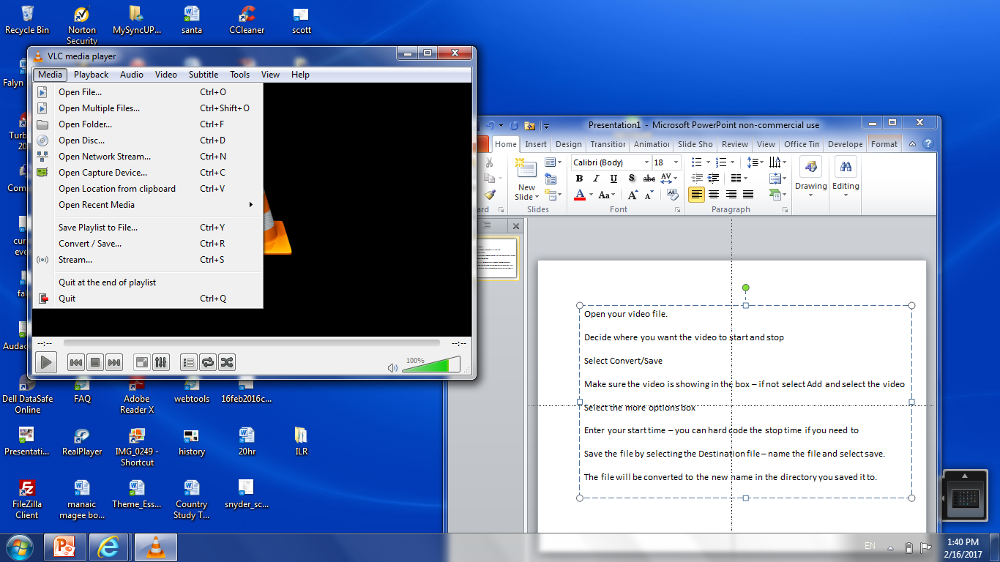 Recycle Bin
Norton Security
MySyncUP...
santa
CCleaner
scott
Falyn
Turb
20
Com
cur
eve
fal
Audac
VLC media player
Media Playback Audio Video Subtitle Tools View Help
Open File... Ctrl+O
Open Multiple Files... Ctrl+Shift+O
Open Folder... Ctrl+F
Open Disc... Ctrl+D
Open Network Stream... Ctrl+N
Open Capture Device... Ctrl+C
Open Location from clipboard Ctrl+V
Open Recent Media
Save Playlist to File... Ctrl+Y
Convert / Save... Ctrl+R
Stream... Ctrl+S
Quit at the end of playlist
Quit Ctrl+Q
--:-- --:--
100%
Presentation1 - Microsoft PowerPoint non-commercial use
Home Insert Design Transition Animation Slide Sho Review View Office Tim Develope Format
Calibri (Body) 18
New Slide
B I U S abc AV
A Aa A A
Drawing
Editing
ard Slides Font Paragraph
Open your video file.
Decide where you want the video to start and stop
Select Convert/Save
Make sure the video is showing in the box – if not select Add and select the video
Select the more options box
Enter your start time – you can hard code the stop time if you need to
Save the file by selecting the Destination file – name the file and select save.
The file will be converted to the new name in the directory you saved it to.
Dell DataSafe Online
FAQ
Adobe Reader X
webtools
16feb2016c...
Presentati...
RealPlayer
IMG_0249 - Shortcut
history
20hr
ILR
FileZilla Client
manaic magee bo...
Theme_Ess...
Country Study T...
snyder_sc...
EN
1:40 PM
2/16/2017